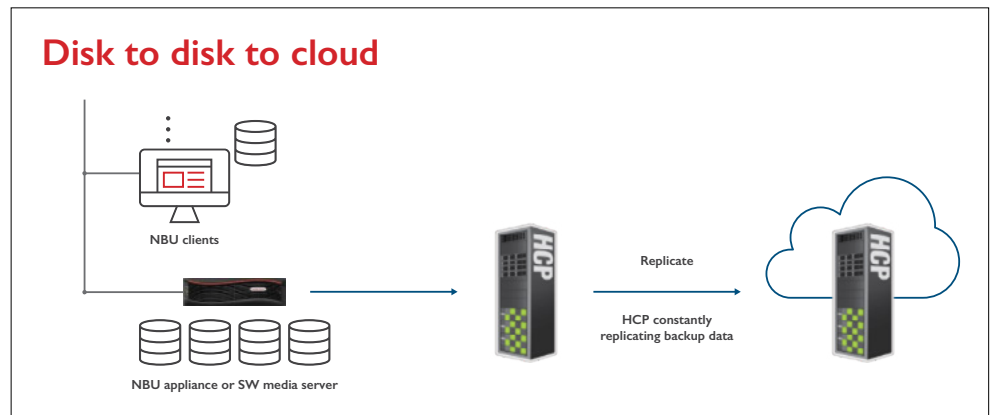 Disk to disk to cloud
NBU clients
HCP
Replicate
HCP
HCP constantly
replicating backup data
NBU appliance or SW media server